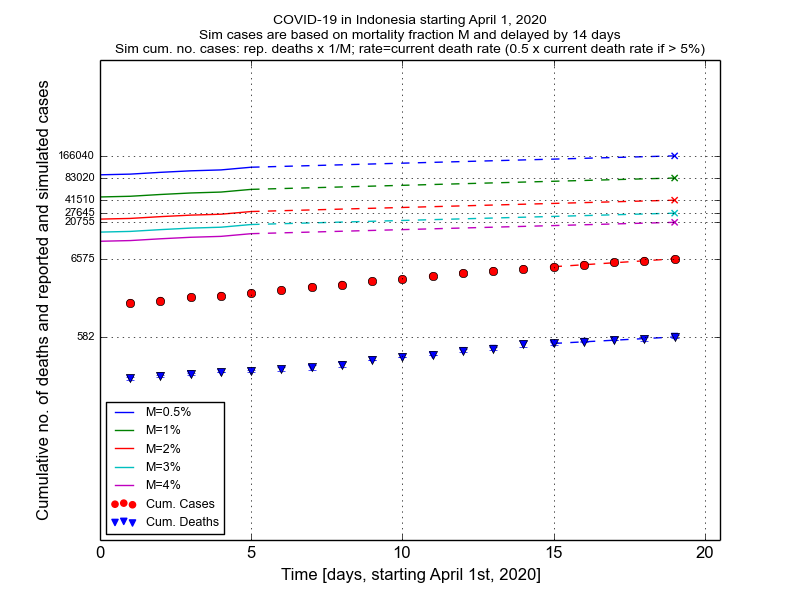 COVID-19 in Indonesia starting April 1, 2020
Sim cases are based on mortality fraction M and delayed by 14 days
Sim cum. no. cases: rep. deaths x 1/M; rate=current death rate (0.5 x current death rate if > 5%)
Cumulative no. of deaths and reported and simulated cases
166040
83020
41510
27645
20755
6575
582
M=0.5%
M=1%
M=2%
M=3%
M=4%
Cum. Cases
Cum. Deaths
0 5 10 15 20
Time [days, starting April 1st, 2020]